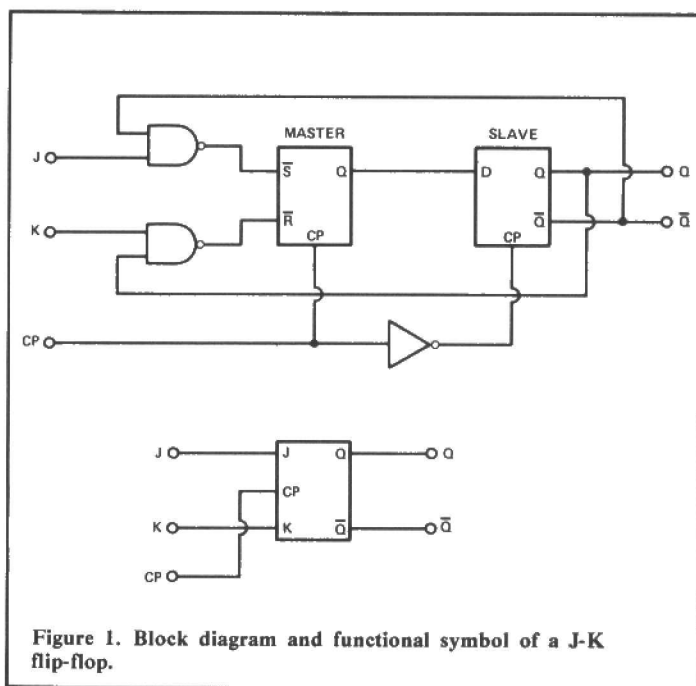 MASTER SLAVE
J S̅ Q D Q Q
K R̅ Q̅ Q̅
CP CP
CP
J J Q Q
CP
K K Q̅ Q̅
CP
Figure 1. Block diagram and functional symbol of a J-K
flip-flop.